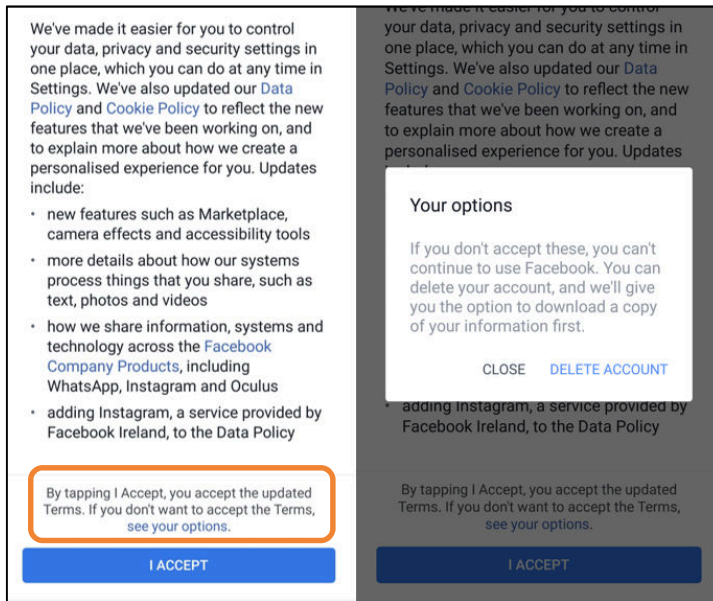 We've made it easier for you to control
your data, privacy and security settings in
one place, which you can do at any time in
Settings. We've also updated our Data
Policy and Cookie Policy to reflect the new
features that we've been working on, and
to explain more about how we create a
personalised experience for you. Updates
include:
• new features such as Marketplace,
camera effects and accessibility tools
• more details about how our systems
process things that you share, such as
text, photos and videos
• how we share information, systems and
technology across the Facebook
Company Products, including
WhatsApp, Instagram and Oculus
• adding Instagram, a service provided by
Facebook Ireland, to the Data Policy
By tapping I Accept, you accept the updated
Terms. If you don't want to accept the Terms,
see your options.
I ACCEPT
We've made it easier for you to control
your data, privacy and security settings in
one place, which you can do at any time in
Settings. We've also updated our Data
Policy and Cookie Policy to reflect the new
features that we've been working on, and
to explain more about how we create a
personalised experience for you. Updates
Your options
If you don't accept these, you can't
continue to use Facebook. You can
delete your account, and we'll give
you the option to download a copy
of your information first.
CLOSE DELETE ACCOUNT
• adding Instagram, a service provided by
Facebook Ireland, to the Data Policy
By tapping I Accept, you accept the updated
Terms. If you don't want to accept the Terms,
see your options.
I ACCEPT